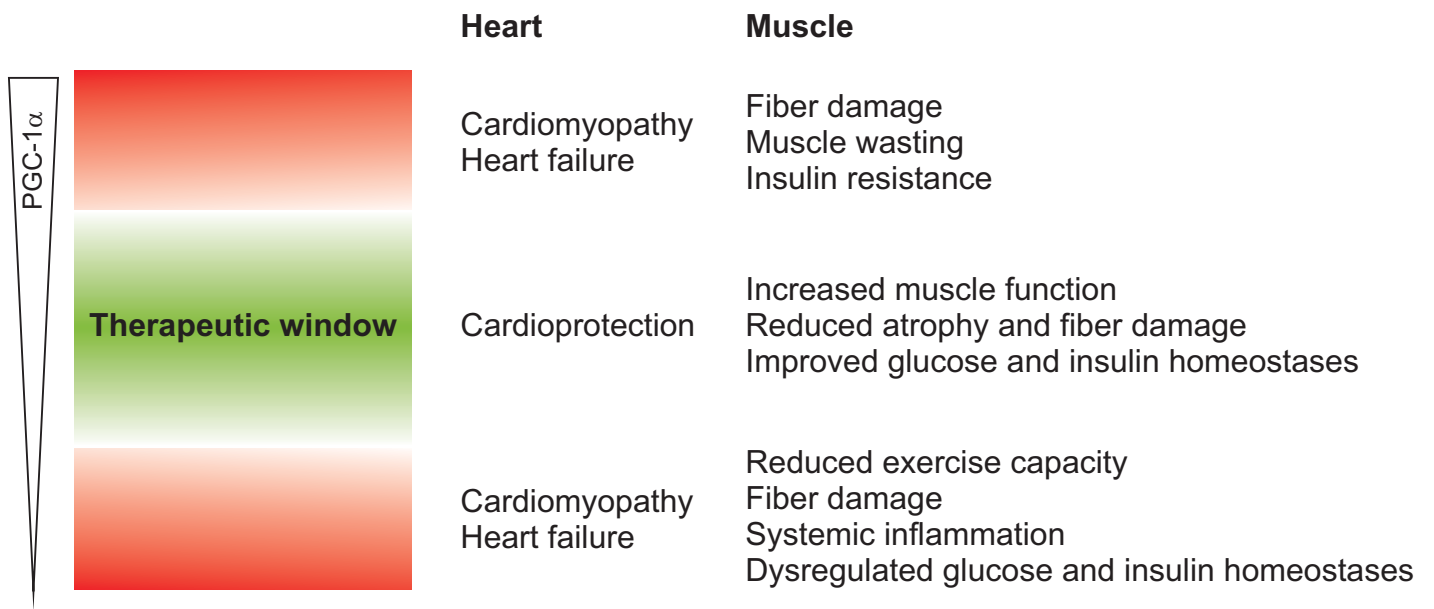 Heart
Muscle
PGC-1α
Cardiomyopathy
Heart failure
Fiber damage
Muscle wasting
Insulin resistance
Therapeutic window
Cardioprotection
Increased muscle function
Reduced atrophy and fiber damage
Improved glucose and insulin homeostases
Cardiomyopathy
Heart failure
Reduced exercise capacity
Fiber damage
Systemic inflammation
Dysregulated glucose and insulin homeostases